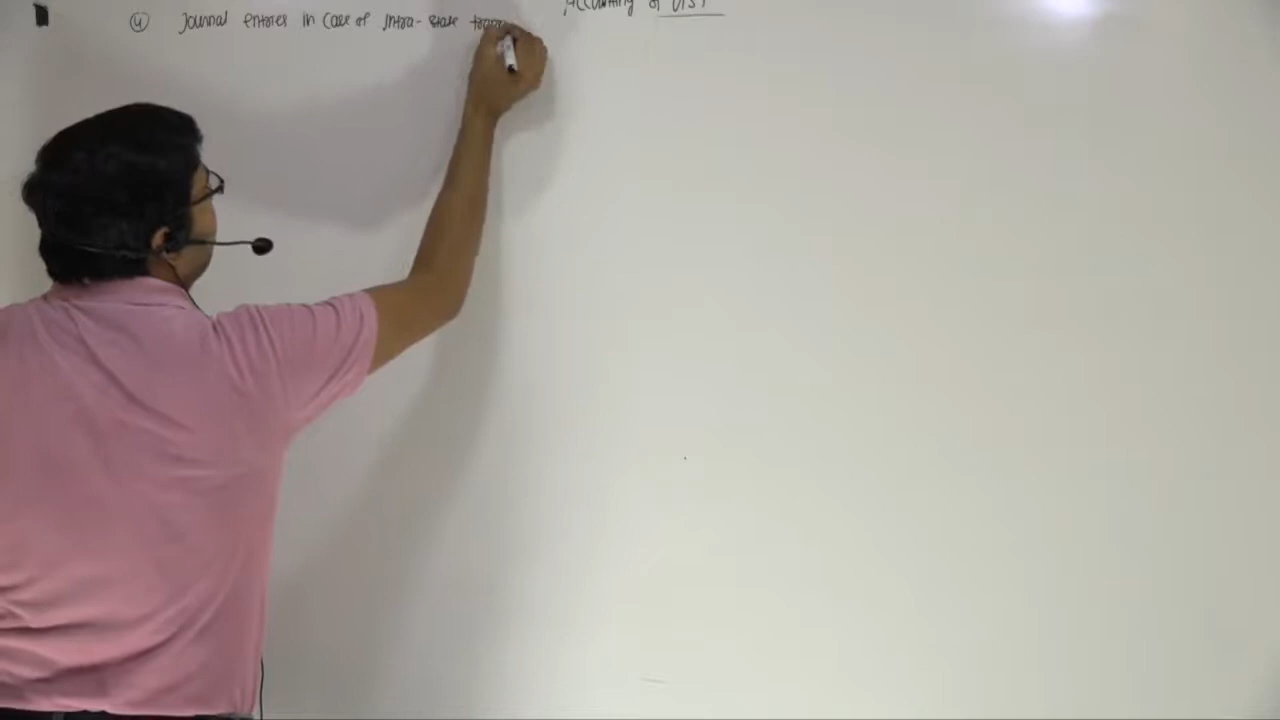 Accounting of GST
④ Journal entries in Case of Intra-State